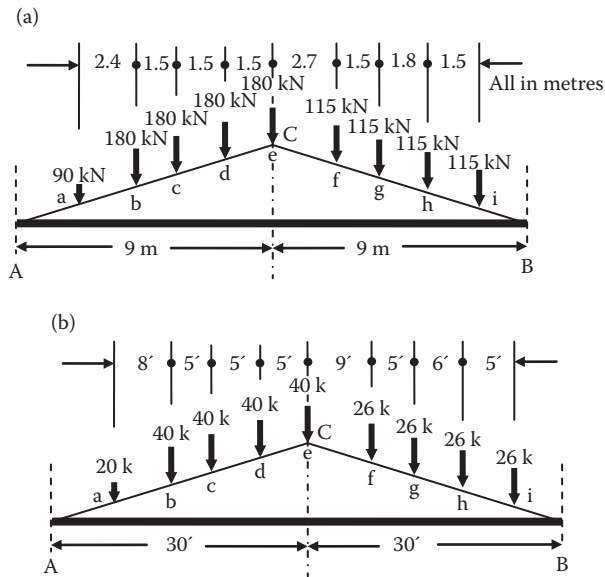 (a)
2.4 1.5 1.5 1.5 2.7 1.5 1.8 1.5
All in metres
180 kN
180 kN
180 kN
180 kN
115 kN
115 kN
115 kN
115 kN
90 kN
C
a b c d e f g h i
9 m 9 m
A B
(b)
8´ 5´ 5´ 5´ 9´ 5´ 6´ 5´
40 k
40 k
40 k
40 k
26 k
26 k
26 k
26 k
20 k
C
a b c d e f g h i
30´ 30´
A B